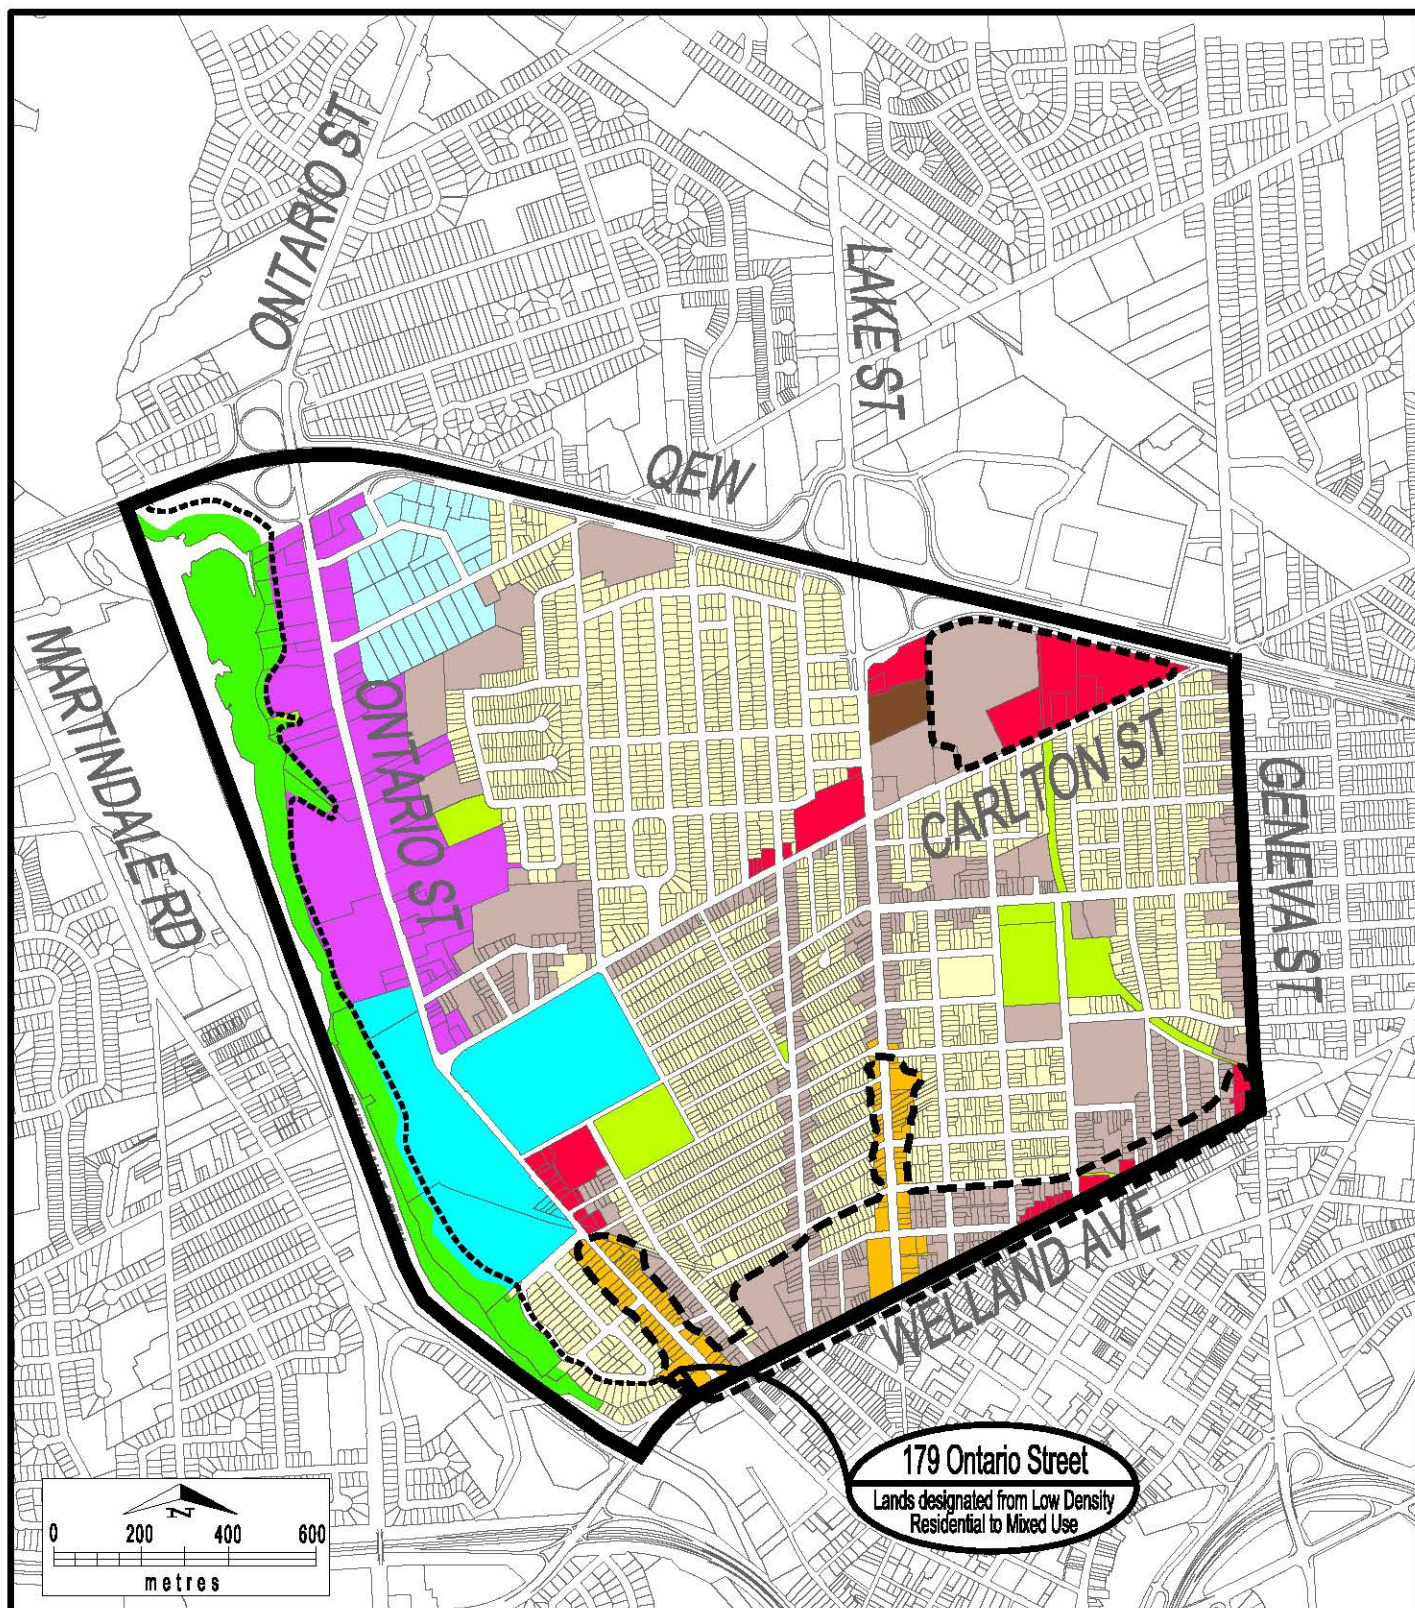 ONTARIO ST
LAKE ST
QEW
MARTINDALE RD
ONTARIO ST
CARLTON ST
GENEVA ST
WELLAND AVE
179 Ontario Street
Lands designated from Low Density
Residential to Mixed Use
N
0 200 400 600
metres